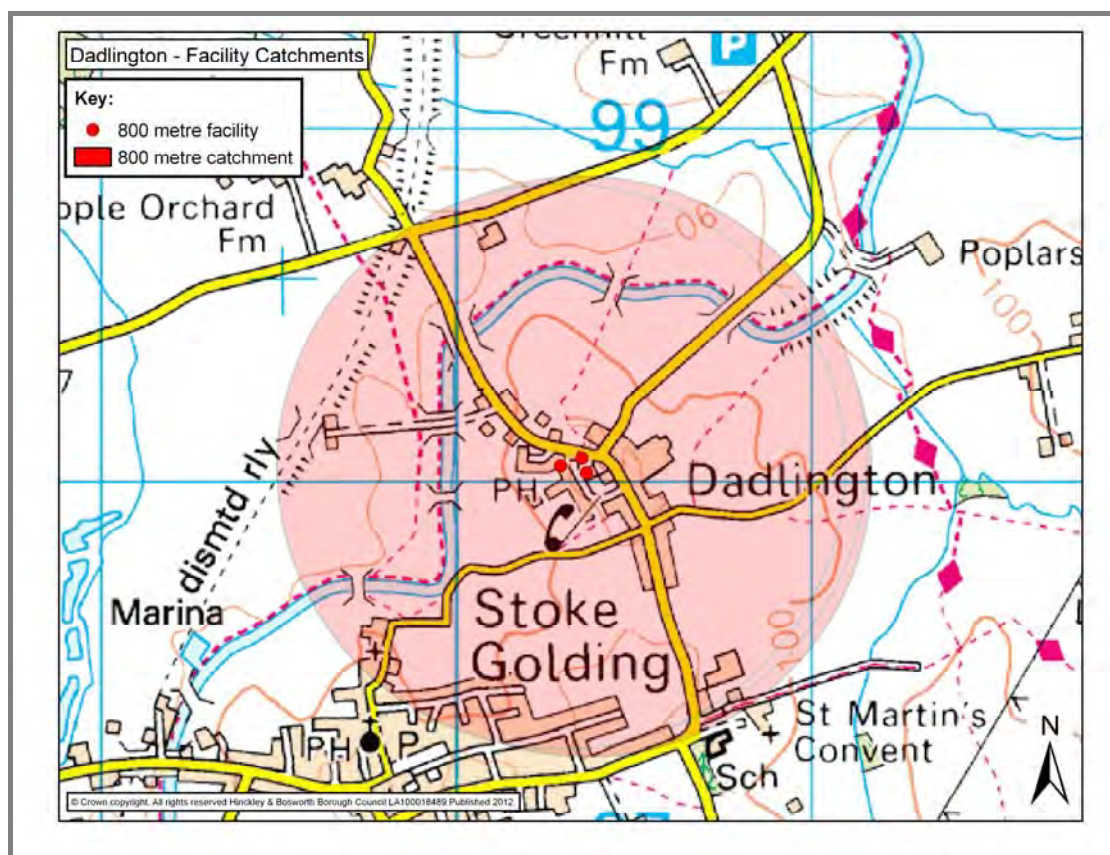 Dadlington - Facility Catchments
Key:
800 metre facility
800 metre catchment
P
Fm
99
Orchard
Fm
90
Poplars
100
PH
Dadlington
dismtd rly
Marina
Stoke
Golding
100
St Martin's
Convent
PH
P
Sch
N
© Crown copyright. All rights reserved Hinckley & Bosworth Borough Council LA100018489 Published 2012